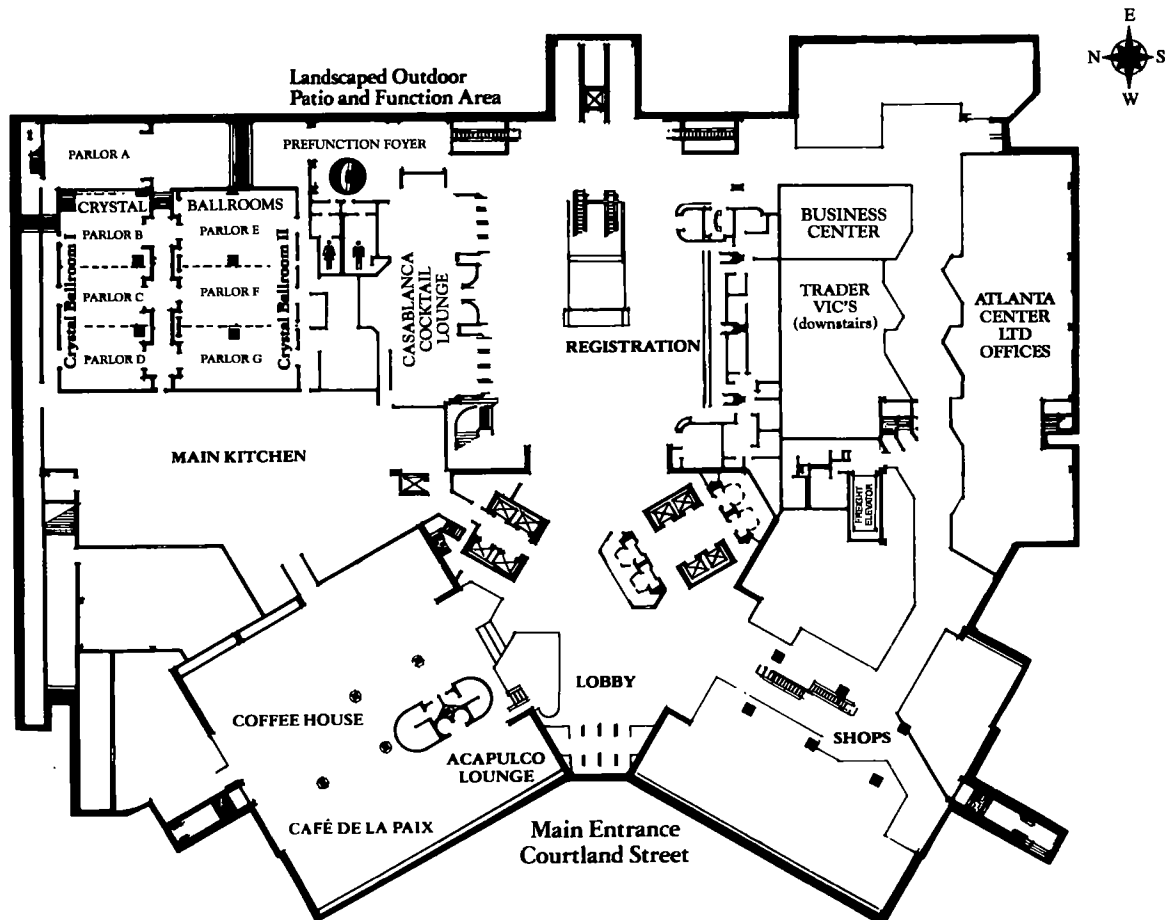 E
N S
W
Landscaped Outdoor
Patio and Function Area
PARLOR A
PREFUNCTION FOYER
CRYSTAL BALLROOMS
PARLOR B
PARLOR C
PARLOR D
Crystal Ballroom I
PARLOR E
PARLOR F
PARLOR G
Crystal Ballroom II
CASABLANCA
COCKTAIL
LOUNGE
REGISTRATION
BUSINESS
CENTER
TRADER
VIC'S
(downstairs)
ATLANTA
CENTER
LTD
OFFICES
MAIN KITCHEN
FREIGHT
ELEVATOR
LOBBY
COFFEE HOUSE
ACAPULCO
LOUNGE
SHOPS
CAFÉ DE LA PAIX
Main Entrance
Courtland Street